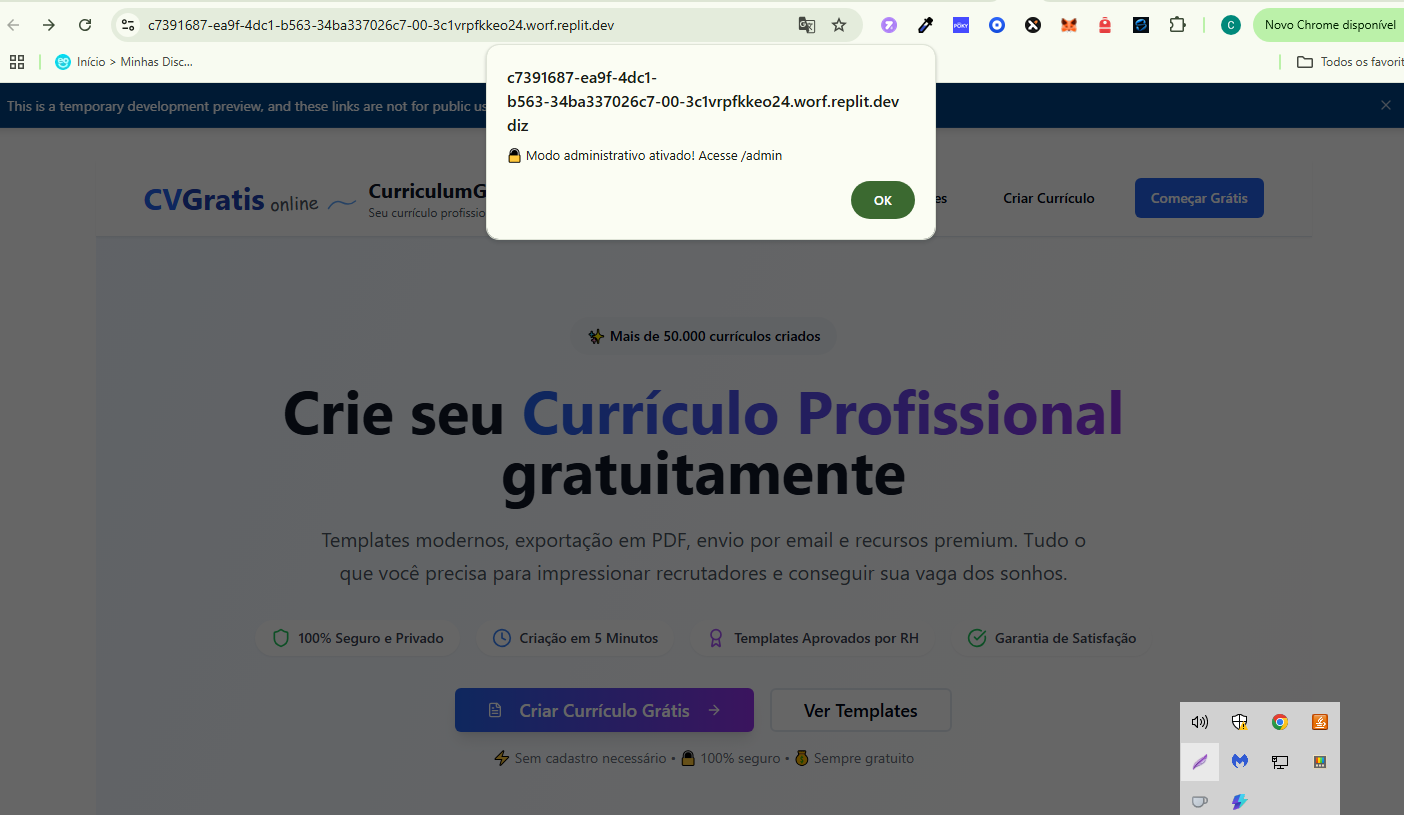 c7391687-ea9f-4dc1-b563-34ba337026c7-00-3c1vrpfkkeo24.worf.replit.dev
PÖKY
C
Novo Chrome disponível
Início > Minhas Disc...
Todos os favorit
This is a temporary development preview, and these links are not for public us
c7391687-ea9f-4dc1-
b563-34ba337026c7-00-3c1vrpfkkeo24.worf.replit.dev
diz
🔒 Modo administrativo ativado! Acesse /admin
OK
CVGratis online
CurriculumG
Seu currículo profissio
es
Criar Currículo
Começar Grátis
✨ Mais de 50.000 currículos criados
Crie seu Currículo Profissional
gratuitamente
Templates modernos, exportação em PDF, envio por email e recursos premium. Tudo o
que você precisa para impressionar recrutadores e conseguir sua vaga dos sonhos.
100% Seguro e Privado
Criação em 5 Minutos
Templates Aprovados por RH
Garantia de Satisfação
Criar Currículo Grátis
Ver Templates
⚡ Sem cadastro necessário • 🔒 100% seguro • 💰 Sempre gratuito